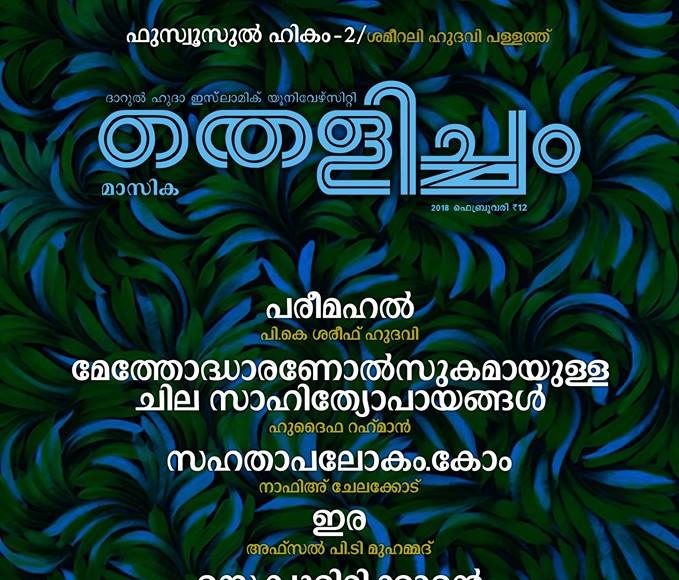 ഫുസ്വൂസുൽ ഹികം-2/ശമീറലി ഹുദവി പള്ളത്ത്
ദാറുൽ ഹുദാ ഇസ്‌ലാമിക് യൂനിവേഴ്‌സിറ്റി
തെളിച്ചം
മാസിക
2018 ഫെബ്രുവരി ₹12
പരീമഹൽ
പി.കെ ശരീഫ് ഹുദവി
മേത്തോദ്ധാരണോൽസുകമായുള്ള
ചില സാഹിത്യോപായങ്ങൾ
ഹുദൈഫ റഹ്‌മാൻ
സഹതാപലോകം.കോം
നാഫിഅ് ചേലക്കോട്
ഇര
അഫ്‌സൽ പി.ടി മുഹമ്മദ്